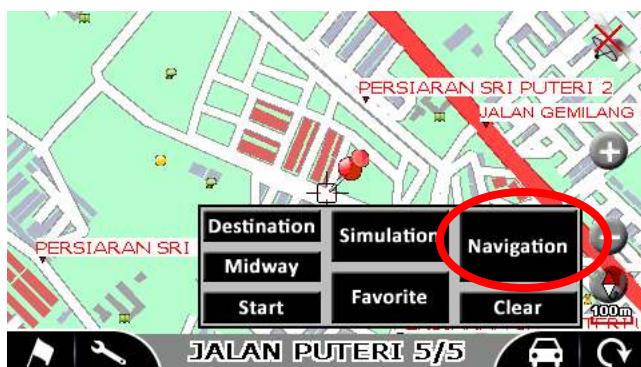 PERSIARAN SRI PUTERI 2
JALAN GEMILANG
PERSIARAN SRI
Destination
Simulation
Navigation
Midway
Start
Favorite
Clear
100m
JALAN PUTERI 5/5